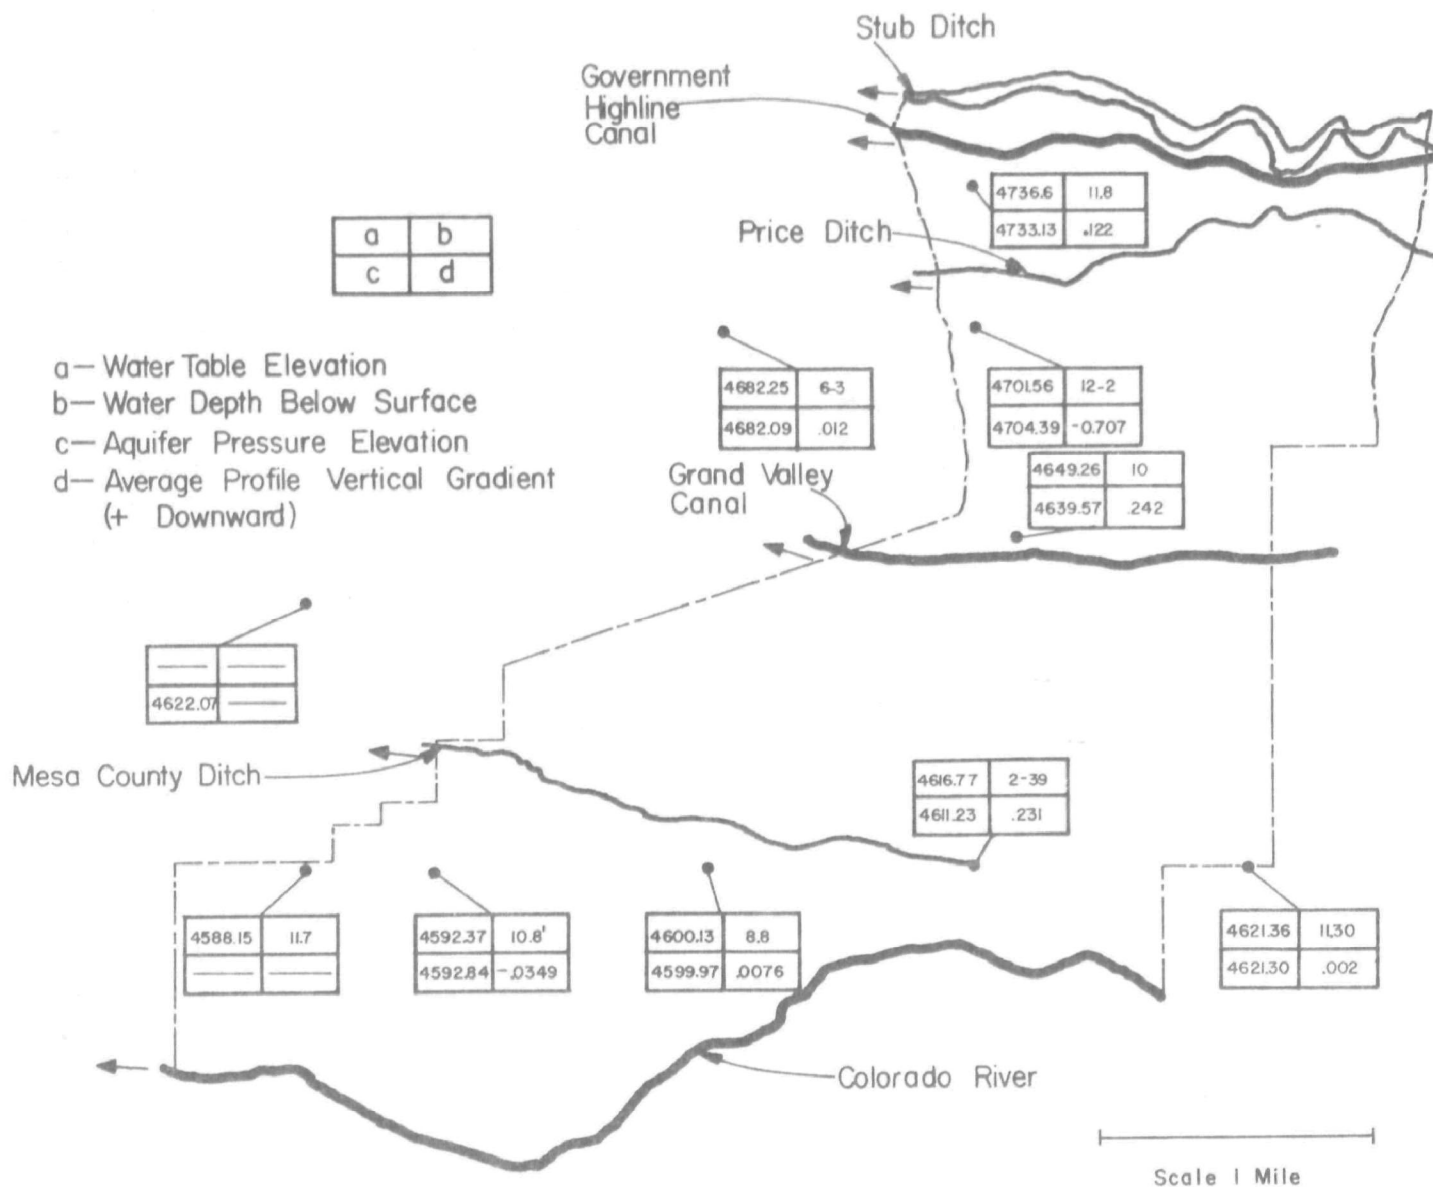 Stub Ditch
Government
Highline
Canal
4736.6 11.8
4733.13 .122
Price Ditch
a b
c d
a— Water Table Elevation
b— Water Depth Below Surface
c— Aquifer Pressure Elevation
d— Average Profile Vertical Gradient
(+ Downward)
4682.25 6-3
4682.09 .012
4701.56 12-2
4704.39 -0.707
Grand Valley
Canal
4649.26 10
4639.57 .242
4622.07
Mesa County Ditch
4616.77 2-39
4611.23 .231
4588.15 11.7
4592.37 10.8'
4592.84 -.0349
4600.13 8.8
4599.97 .0076
4621.36 11.30
4621.30 .002
Colorado River
Scale 1 Mile